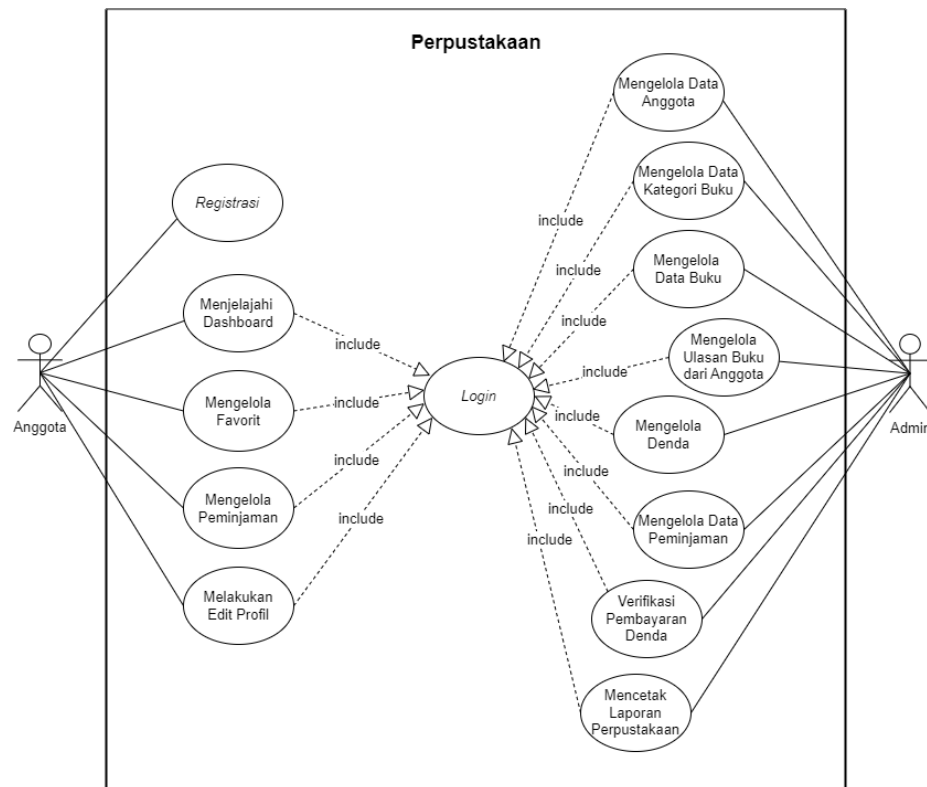 Perpustakaan
Registrasi
Menjelajahi
Dashboard
Mengelola
Favorit
Mengelola
Peminjaman
Melakukan
Edit Profil
Anggota
include
include
include
include
Login
include
include
include
include
include
include
include
include
Mengelola Data
Anggota
Mengelola Data
Kategori Buku
Mengelola
Data Buku
Mengelola
Ulasan Buku
dari Anggota
Mengelola
Denda
Mengelola Data
Peminjaman
Verifikasi
Pembayaran
Denda
Mencetak
Laporan
Perpustakaan
Admin